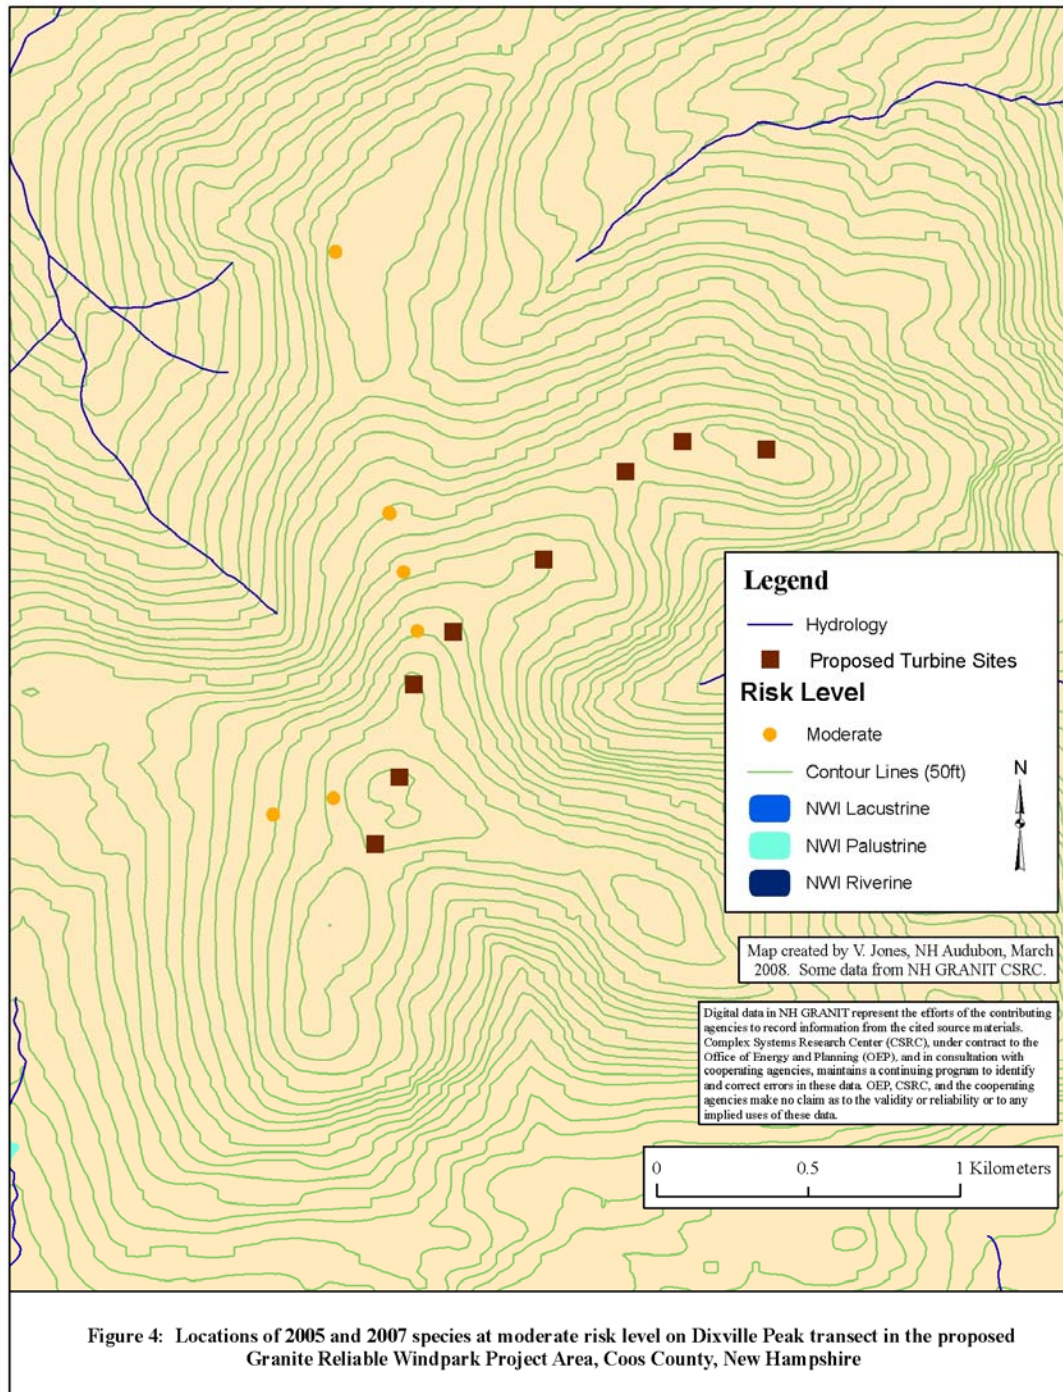 Legend
Hydrology
Proposed Turbine Sites
Risk Level
Moderate
Contour Lines (50ft)
N
NWI Lacustrine
NWI Palustrine
NWI Riverine
Map created by V. Jones, NH Audubon, March
2008. Some data from NH GRANIT CSRC.
Digital data in NH GRANIT represent the efforts of the contributing
agencies to record information from the cited source materials.
Complex Systems Research Center (CSRC), under contract to the
Office of Energy and Planning (OEP), and in consultation with
cooperating agencies, maintains a continuing program to identify
and correct errors in these data. OEP, CSRC, and the cooperating
agencies make no claim as to the validity or reliability or to any
implied uses of these data.
0 0.5 1 Kilometers
Figure 4: Locations of 2005 and 2007 species at moderate risk level on Dixville Peak transect in the proposed
Granite Reliable Windpark Project Area, Coos County, New Hampshire